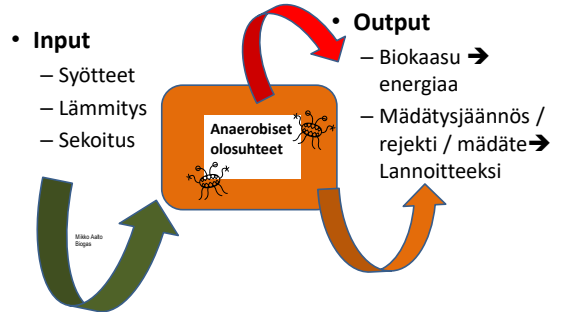 • Input
– Syötteet
– Lämmitys
– Sekoitus
Mikko Aalto
Biogas
Anaerobiset
olosuhteet
• Output
– Biokaasu ➔
energiaa
– Mädätysjäännös /
rejekti / mädäte➔
Lannoitteeksi